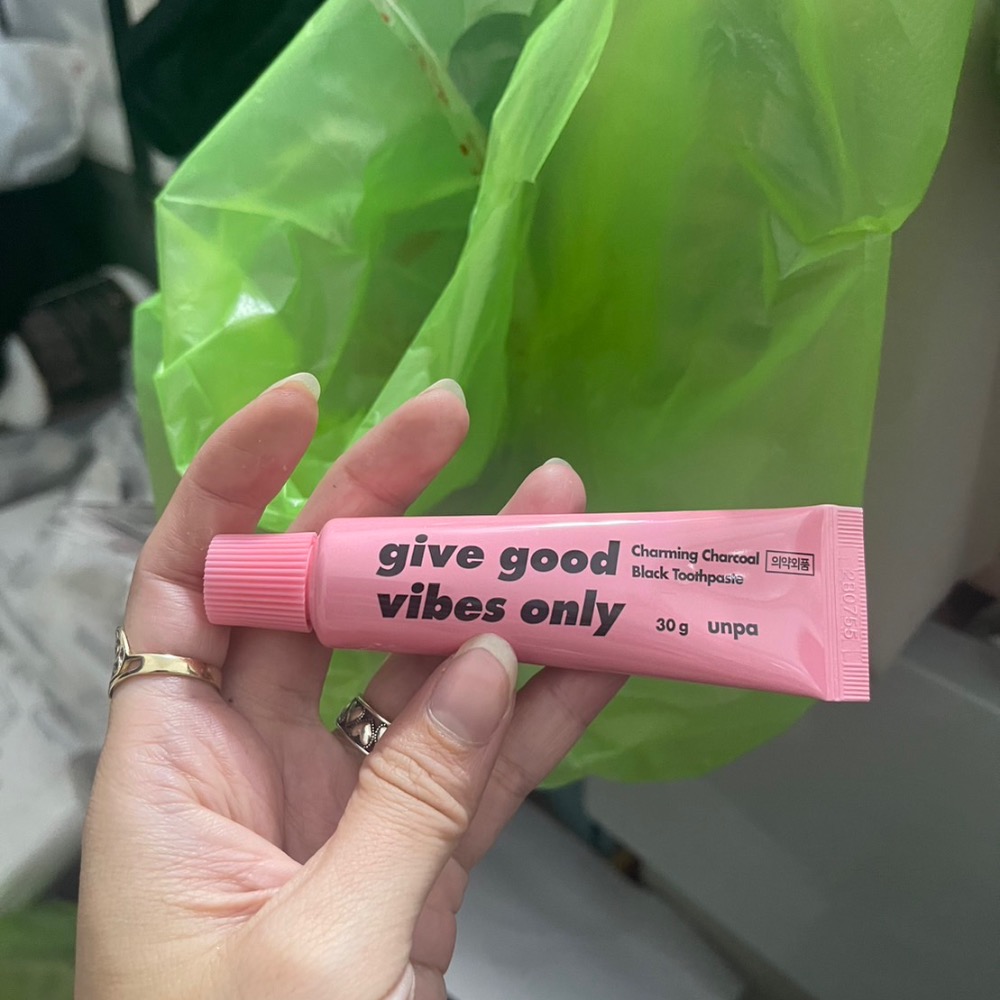 give good
vibes only
Charming Charcoal
Black Toothpaste
의약외품
30 g unpa